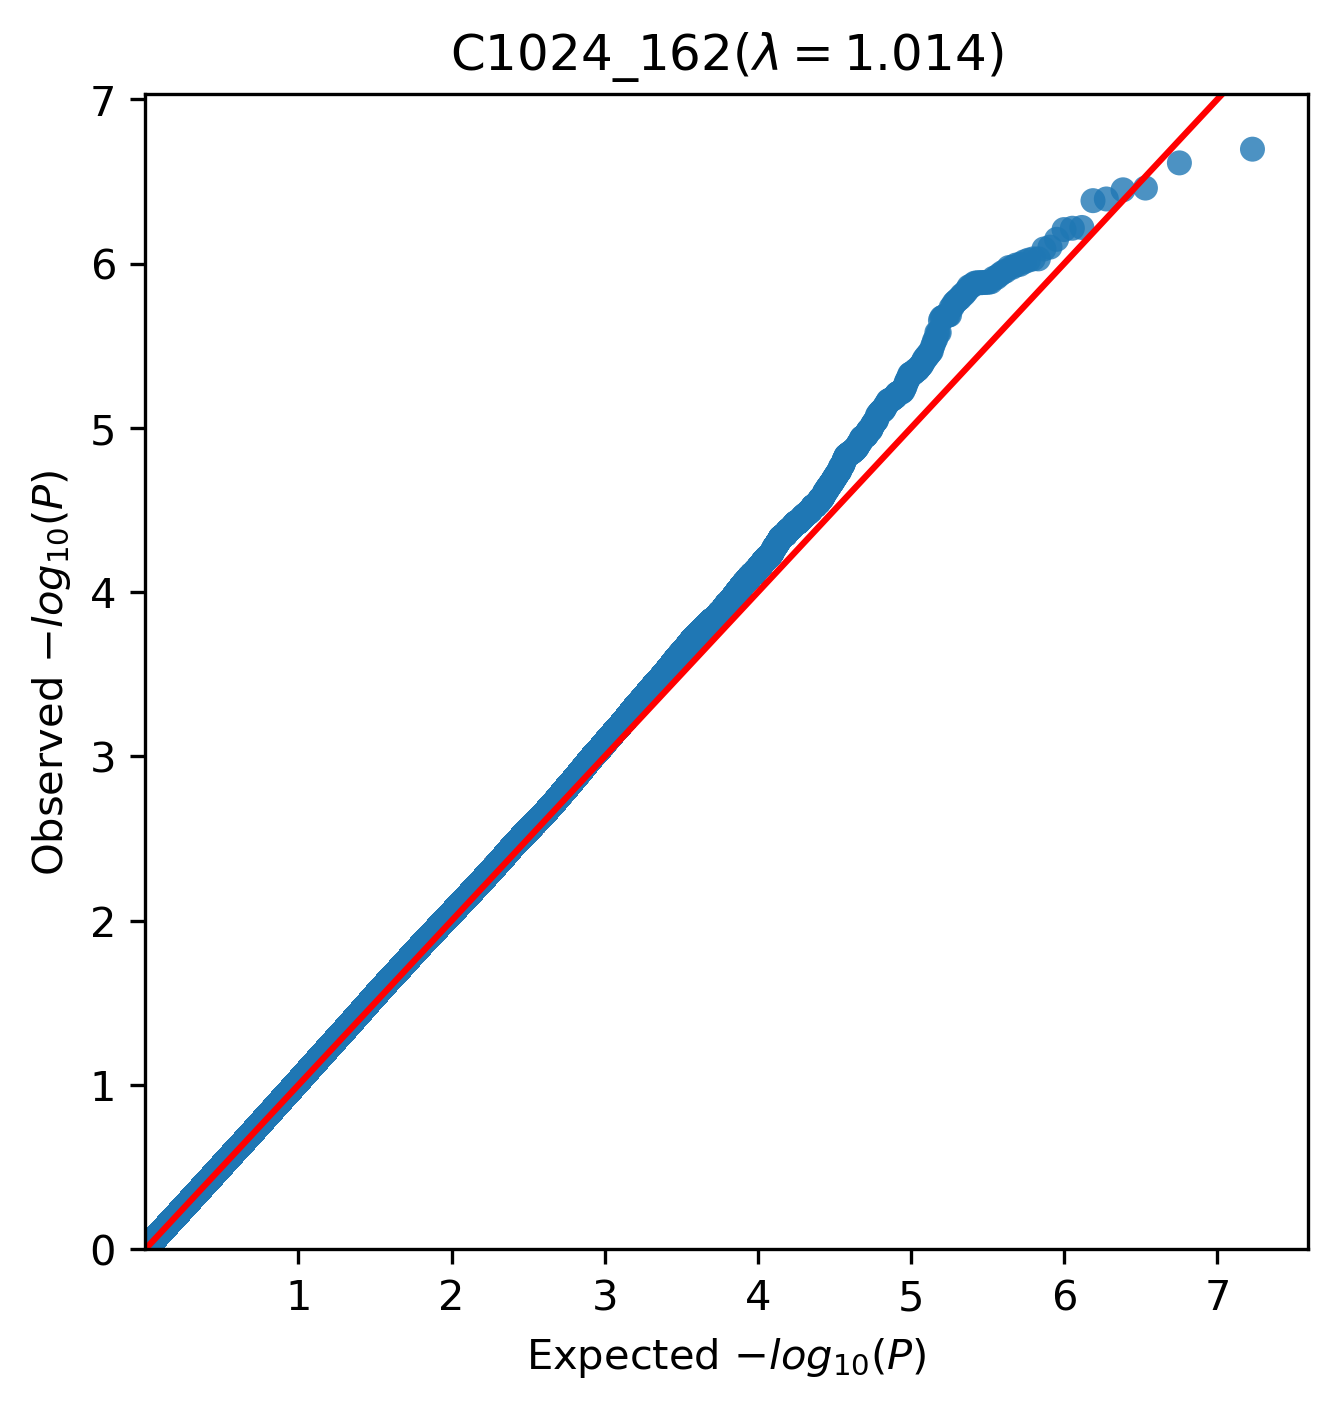 C1024_162(λ = 1.014)
7
6
5
4
3
2
1
0
Observed −log₁₀(P)
1 2 3 4 5 6 7
Expected −log₁₀(P)